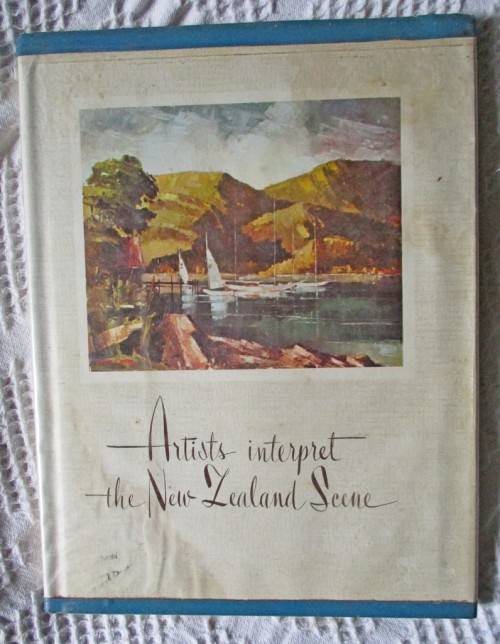 Artists interpret
the New Zealand Scene